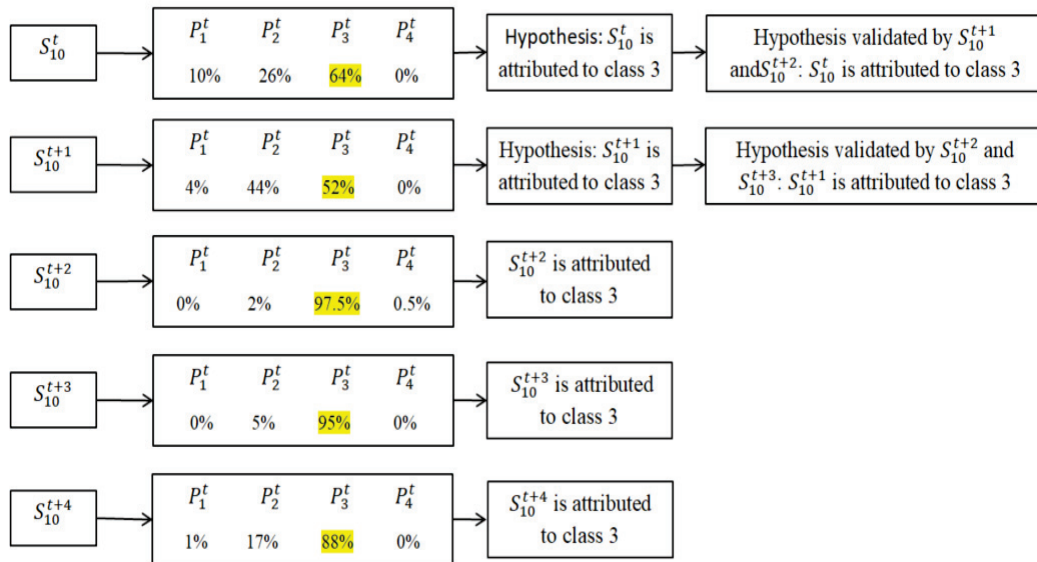 $S_{10}^{t}$
$P_1^t$ $P_2^t$ $P_3^t$ $P_4^t$
10% 26% 64% 0%
Hypothesis: $S_{10}^{t}$ is
attributed to class 3
Hypothesis validated by $S_{10}^{t+1}$
and$S_{10}^{t+2}$: $S_{10}^{t}$ is attributed to class 3
$S_{10}^{t+1}$
$P_1^t$ $P_2^t$ $P_3^t$ $P_4^t$
4% 44% 52% 0%
Hypothesis: $S_{10}^{t+1}$ is
attributed to class 3
Hypothesis validated by $S_{10}^{t+2}$ and
$S_{10}^{t+3}$: $S_{10}^{t+1}$ is attributed to class 3
$S_{10}^{t+2}$
$P_1^t$ $P_2^t$ $P_3^t$ $P_4^t$
0% 2% 97.5% 0.5%
$S_{10}^{t+2}$ is attributed
to class 3
$S_{10}^{t+3}$
$P_1^t$ $P_2^t$ $P_3^t$ $P_4^t$
0% 5% 95% 0%
$S_{10}^{t+3}$ is attributed
to class 3
$S_{10}^{t+4}$
$P_1^t$ $P_2^t$ $P_3^t$ $P_4^t$
1% 17% 88% 0%
$S_{10}^{t+4}$ is attributed
to class 3